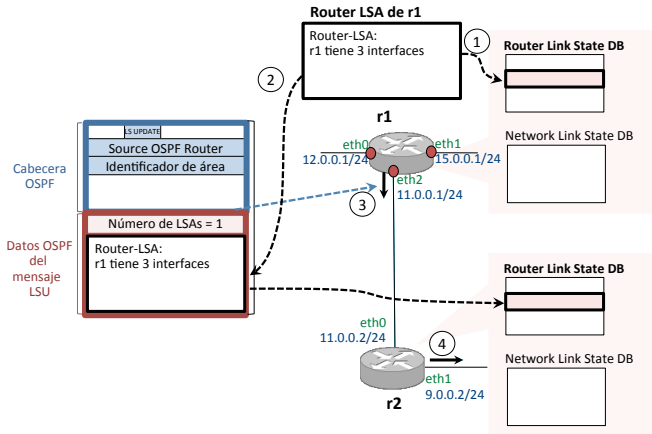 Router LSA de r1
Router-LSA:
r1 tiene 3 interfaces
1
Router Link State DB
2
r1
LS UPDATE
Source OSPF Router
Identificador de área
Cabecera
OSPF
eth0
12.0.0.1/24
eth1
15.0.0.1/24
eth2
11.0.0.1/24
Network Link State DB
3
Número de LSAs = 1
Router-LSA:
r1 tiene 3 interfaces
Datos OSPF
del
mensaje
LSU
Router Link State DB
eth0
11.0.0.2/24
4
Network Link State DB
eth1
9.0.0.2/24
r2